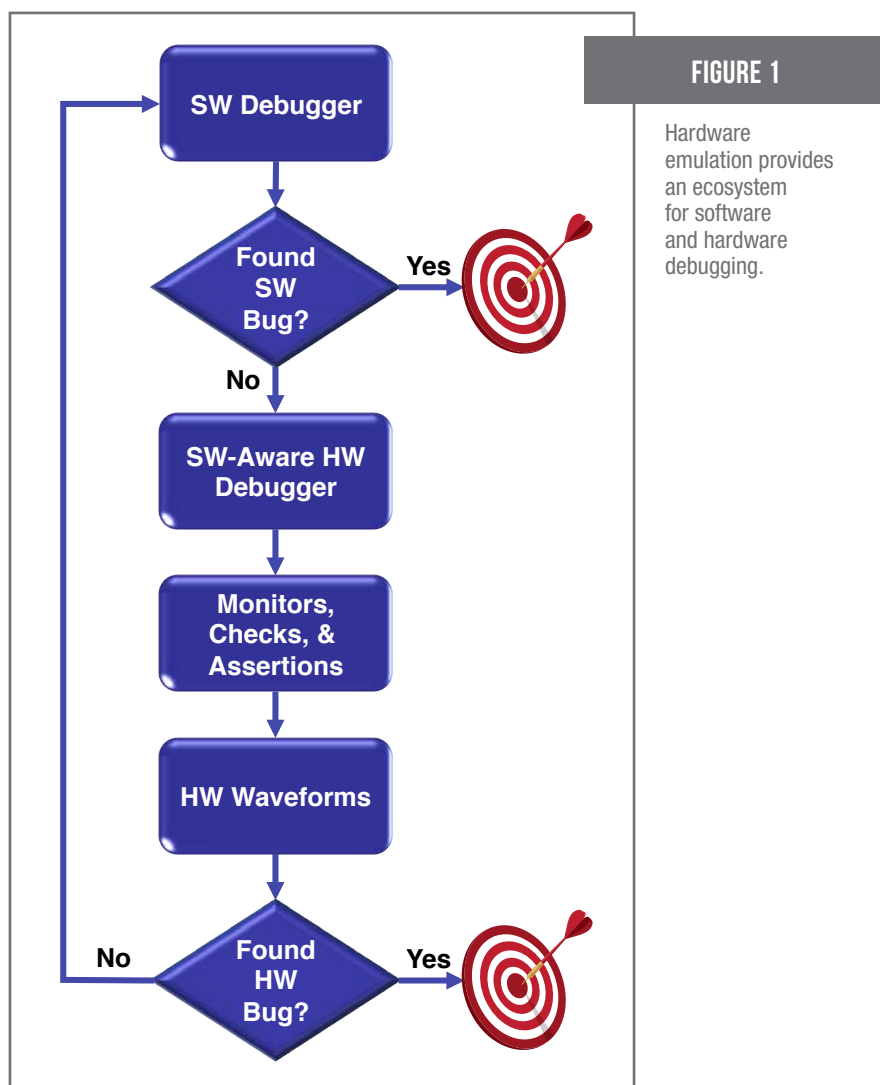 FIGURE 1
Hardware
emulation provides
an ecosystem
for software
and hardware
debugging.
SW Debugger
Found
SW
Bug?
Yes
No
SW-Aware HW
Debugger
Monitors,
Checks, &
Assertions
HW Waveforms
Found
HW
Bug?
No
Yes